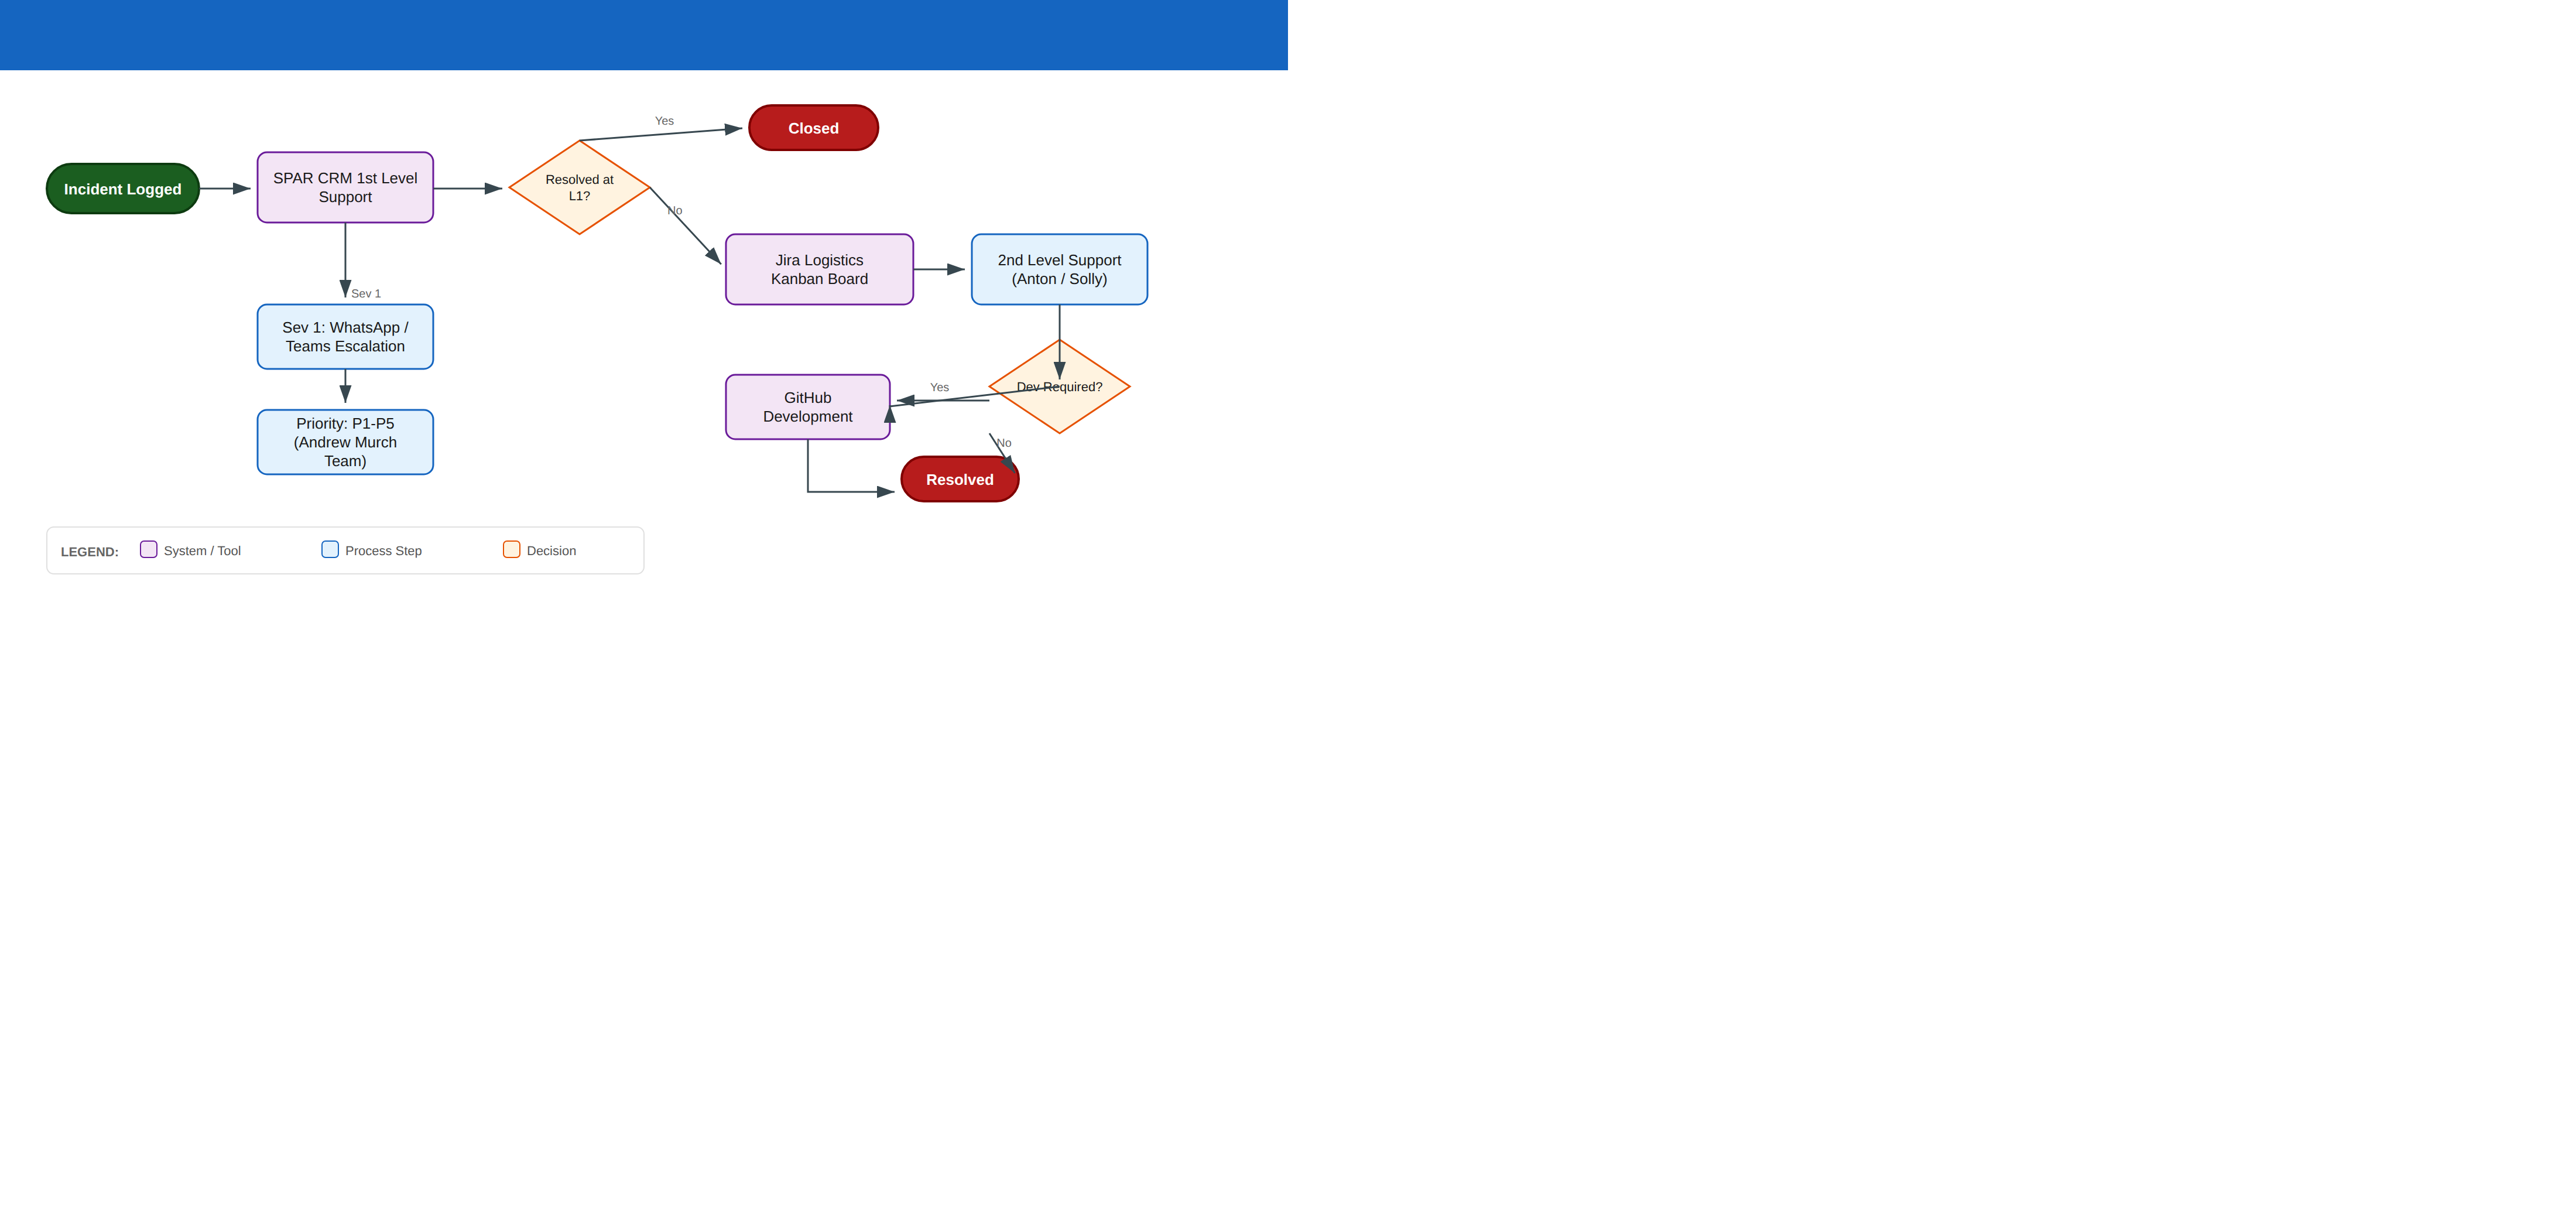 Yes
Closed
Incident Logged
SPAR CRM 1st Level
Support
Resolved at
L1?
No
Jira Logistics
Kanban Board
2nd Level Support
(Anton / Solly)
Sev 1
Sev 1: WhatsApp /
Teams Escalation
Priority: P1-P5
(Andrew Murch
Team)
Dev Required?
Yes
GitHub
Development
No
Resolved
LEGEND:
System / Tool
Process Step
Decision